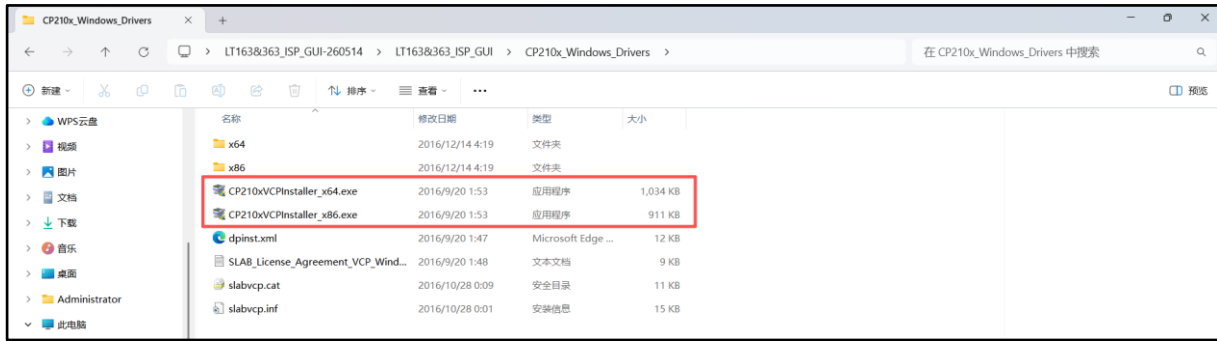 CP210x_Windows_Drivers
LT163&363_ISP_GUI-260514 > LT163&363_ISP_GUI > CP210x_Windows_Drivers >
在 CP210x_Windows_Drivers 中搜索
新建
排序
查看
预览
WPS云盘
视频
图片
文档
下载
音乐
桌面
Administrator
此电脑
名称 修改日期 类型 大小
x64 2016/12/14 4:19 文件夹
x86 2016/12/14 4:19 文件夹
CP210xVCPInstaller_x64.exe 2016/9/20 1:53 应用程序 1,034 KB
CP210xVCPInstaller_x86.exe 2016/9/20 1:53 应用程序 911 KB
dpinst.xml 2016/9/20 1:47 Microsoft Edge ... 12 KB
SLAB_License_Agreement_VCP_Wind... 2016/9/20 1:48 文本文档 9 KB
slabvcp.cat 2016/10/28 0:09 安全目录 11 KB
slabvcp.inf 2016/10/28 0:01 安装信息 15 KB